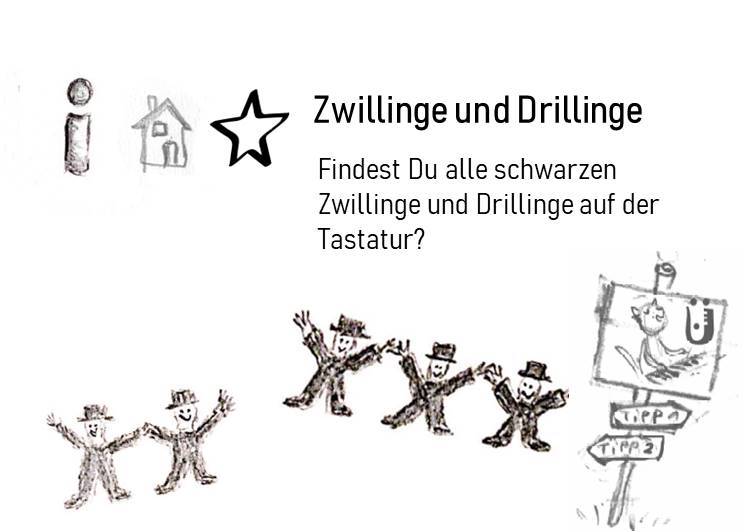 Zwillinge und Drillinge
Findest Du alle schwarzen
Zwillinge und Drillinge auf der
Tastatur?
Ü
TIPP 1
TIPP 2